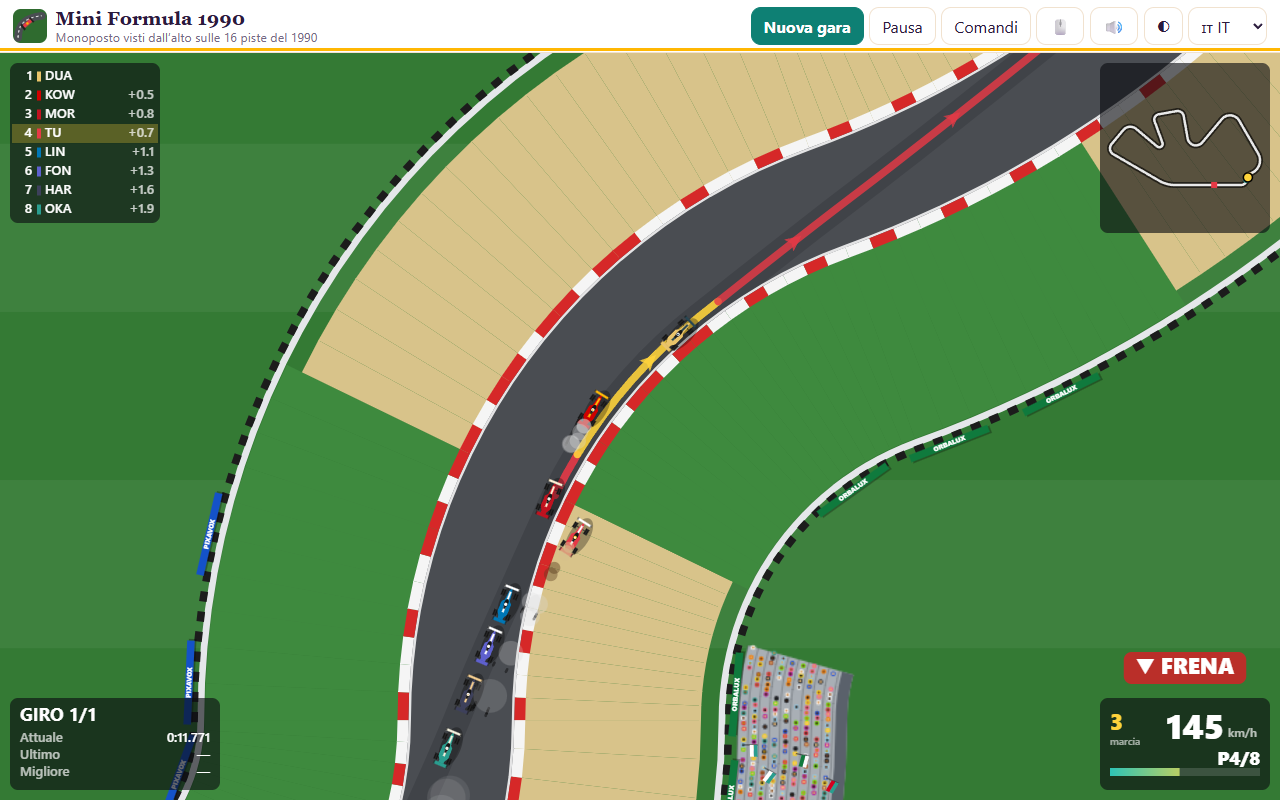 Mini Formula 1990
Monoposto visti dall'alto sulle 16 piste del 1990
Nuova gara
Pausa
Comandi
IT IT
1 DUA
2 KOW +0.5
3 MOR +0.8
4 TU +0.7
5 LIN +1.1
6 FON +1.3
7 HAR +1.6
8 OKA +1.9
ORBALUX
ORBALUX
ORBALUX
PIXAVOX
PIXAVOX
ORBALUX
PIXAVOX
LUX
▼ FRENA
GIRO 1/1
Attuale 0:11.771
Ultimo —
Migliore —
3 marcia 145 km/h
P4/8